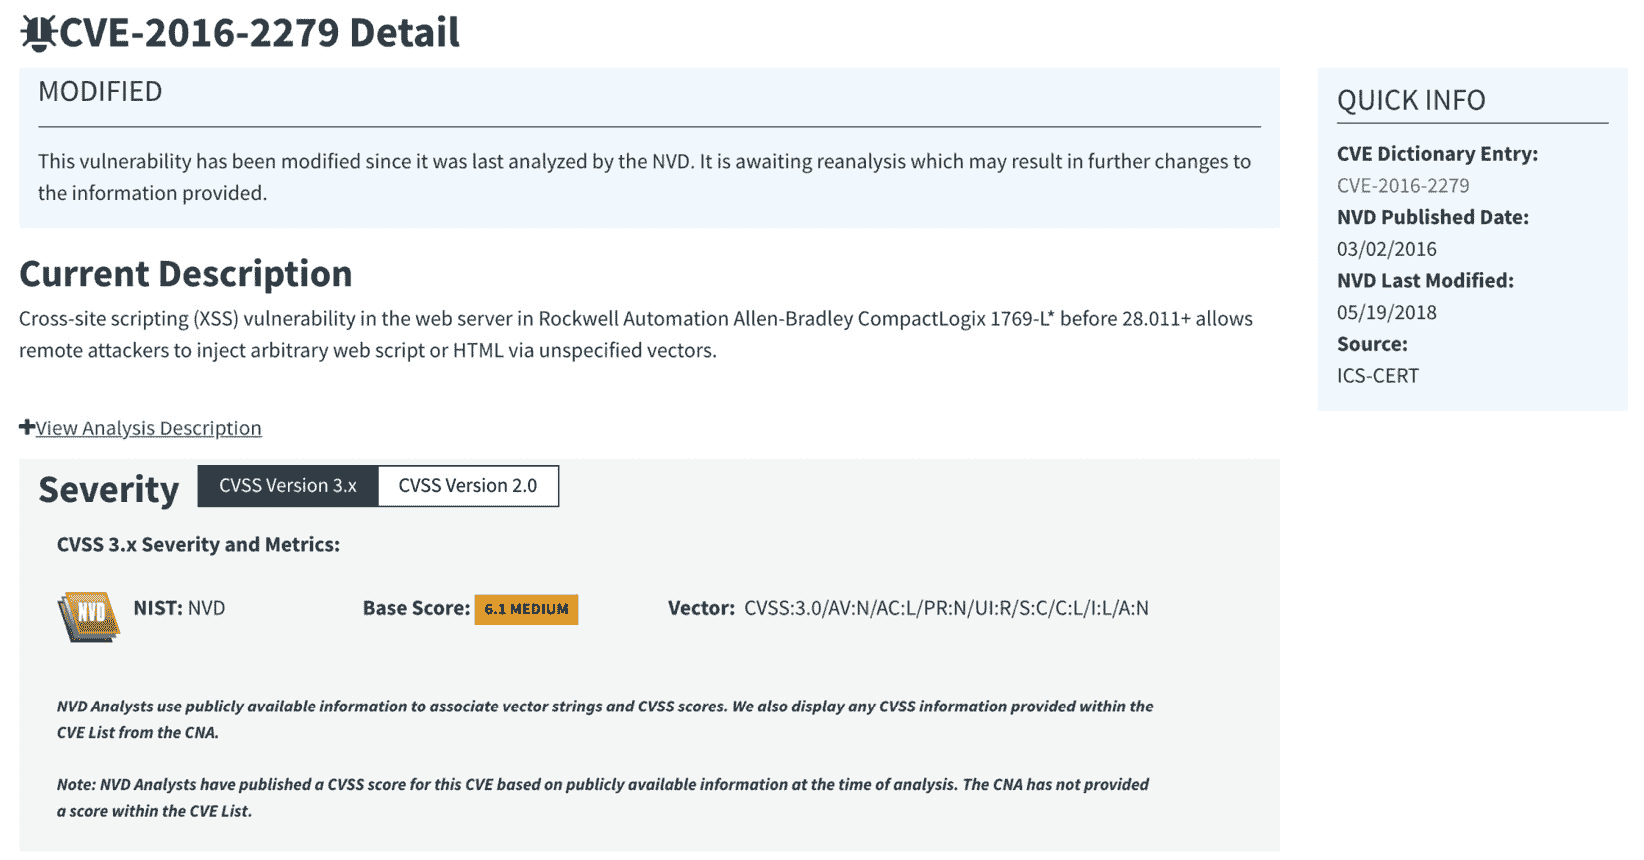 CVE-2016-2279 Detail
MODIFIED
This vulnerability has been modified since it was last analyzed by the NVD. It is awaiting reanalysis which may result in further changes to
the information provided.
Current Description
Cross-site scripting (XSS) vulnerability in the web server in Rockwell Automation Allen-Bradley CompactLogix 1769-L* before 28.011+ allows
remote attackers to inject arbitrary web script or HTML via unspecified vectors.
+View Analysis Description
Severity CVSS Version 3.x CVSS Version 2.0
CVSS 3.x Severity and Metrics:
NVD NIST: NVD Base Score: 6.1 MEDIUM Vector: CVSS:3.0/AV:N/AC:L/PR:N/UI:R/S:C/C:L/I:L/A:N
NVD Analysts use publicly available information to associate vector strings and CVSS scores. We also display any CVSS information provided within the
CVE List from the CNA.
Note: NVD Analysts have published a CVSS score for this CVE based on publicly available information at the time of analysis. The CNA has not provided
a score within the CVE List.
QUICK INFO
CVE Dictionary Entry:
CVE-2016-2279
NVD Published Date:
03/02/2016
NVD Last Modified:
05/19/2018
Source:
ICS-CERT